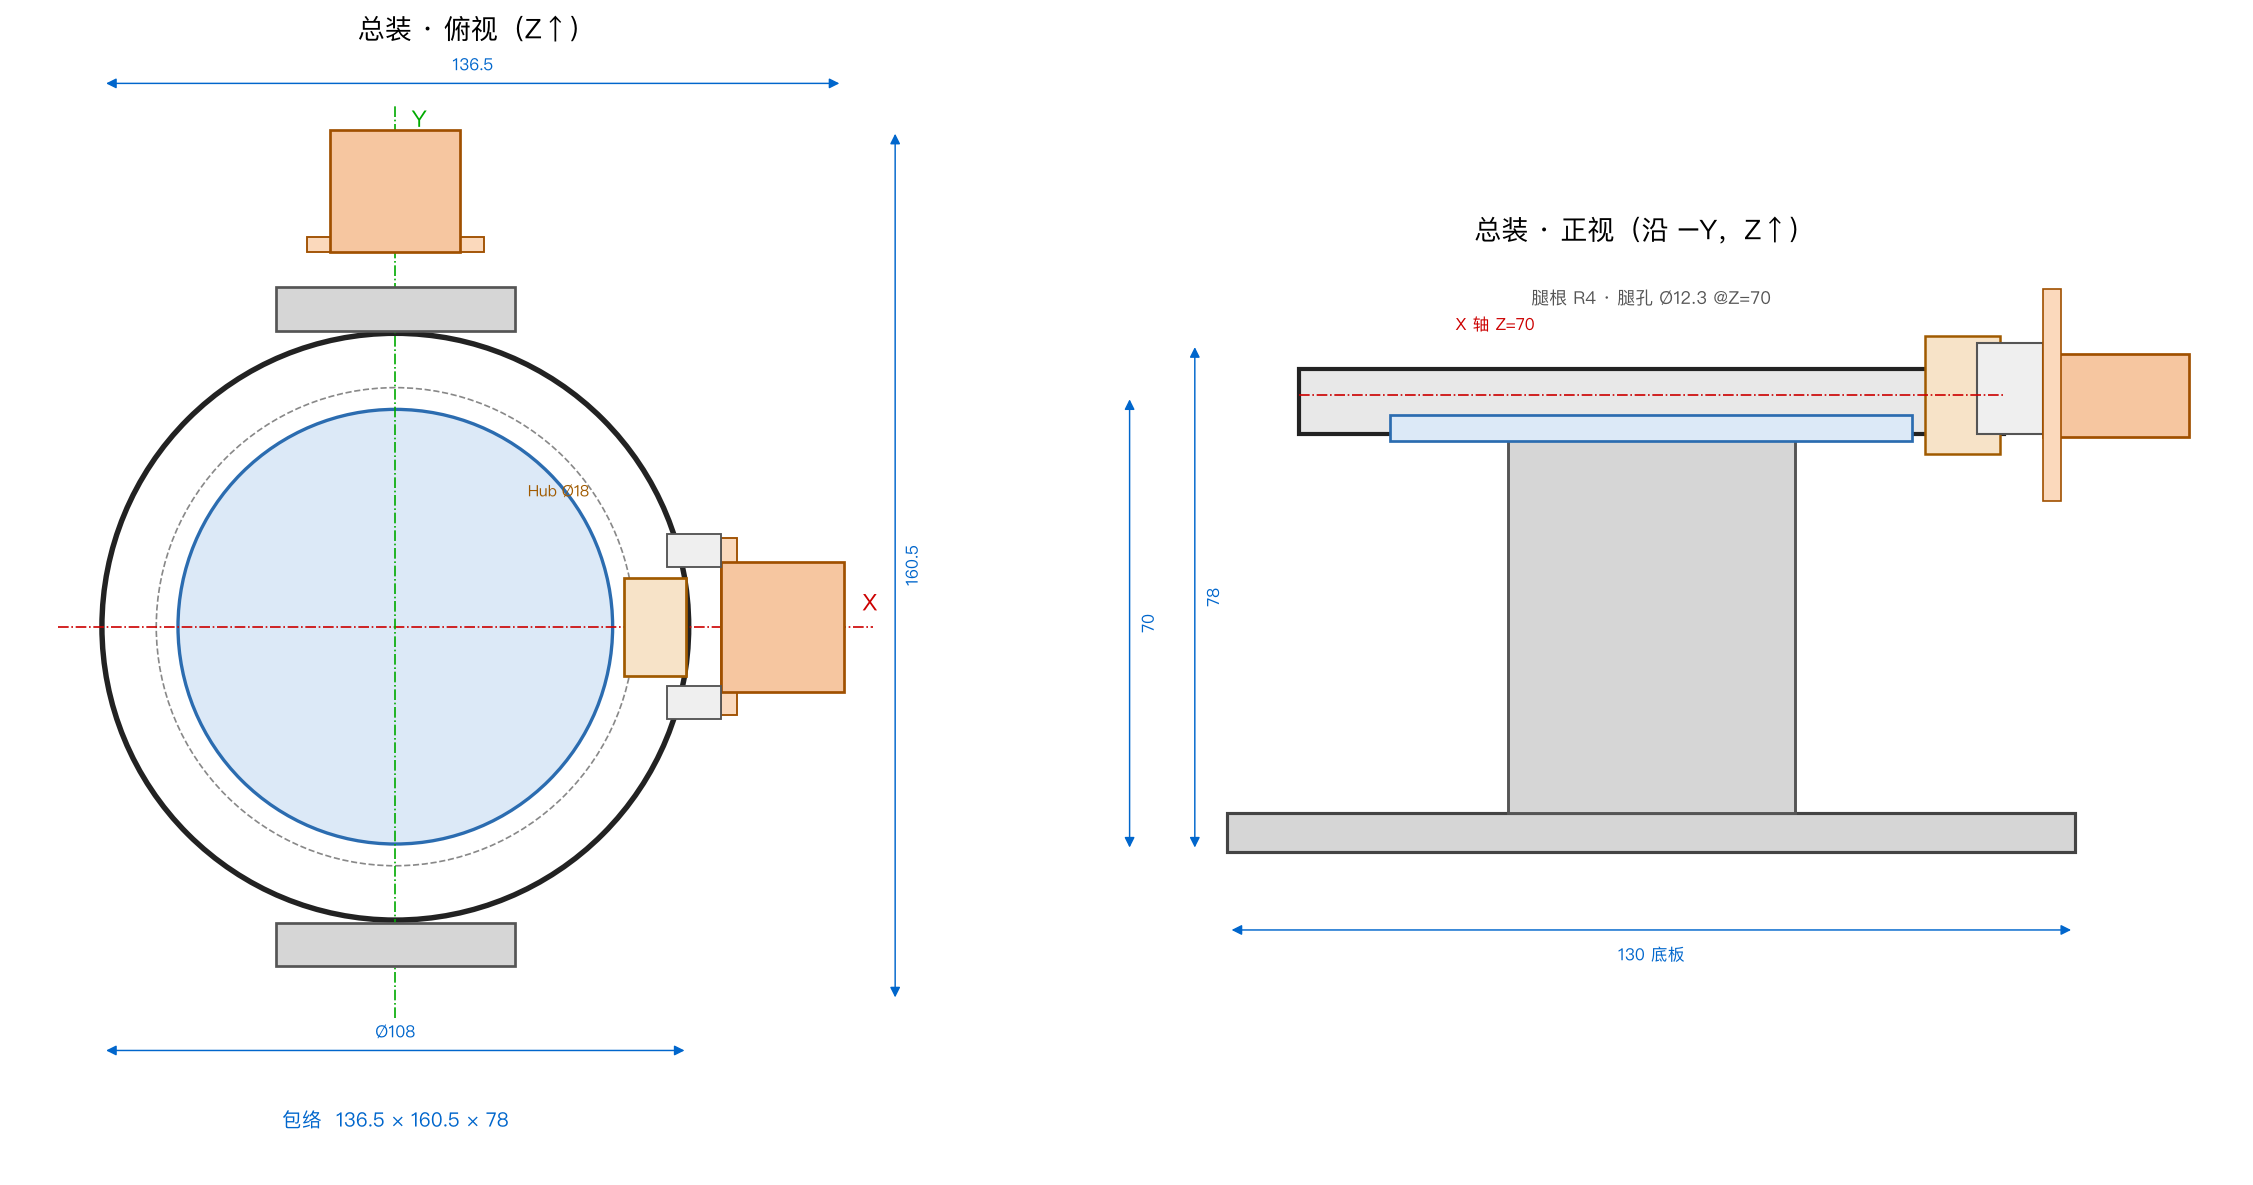 总装 · 俯视（Z↑）
136.5
Y
Hub Ø18
X
160.5
Ø108
包络 136.5 × 160.5 × 78
总装 · 正视（沿 −Y，Z↑）
腿根 R4 · 腿孔 Ø12.3 @Z=70
X 轴 Z=70
70
78
130 底板